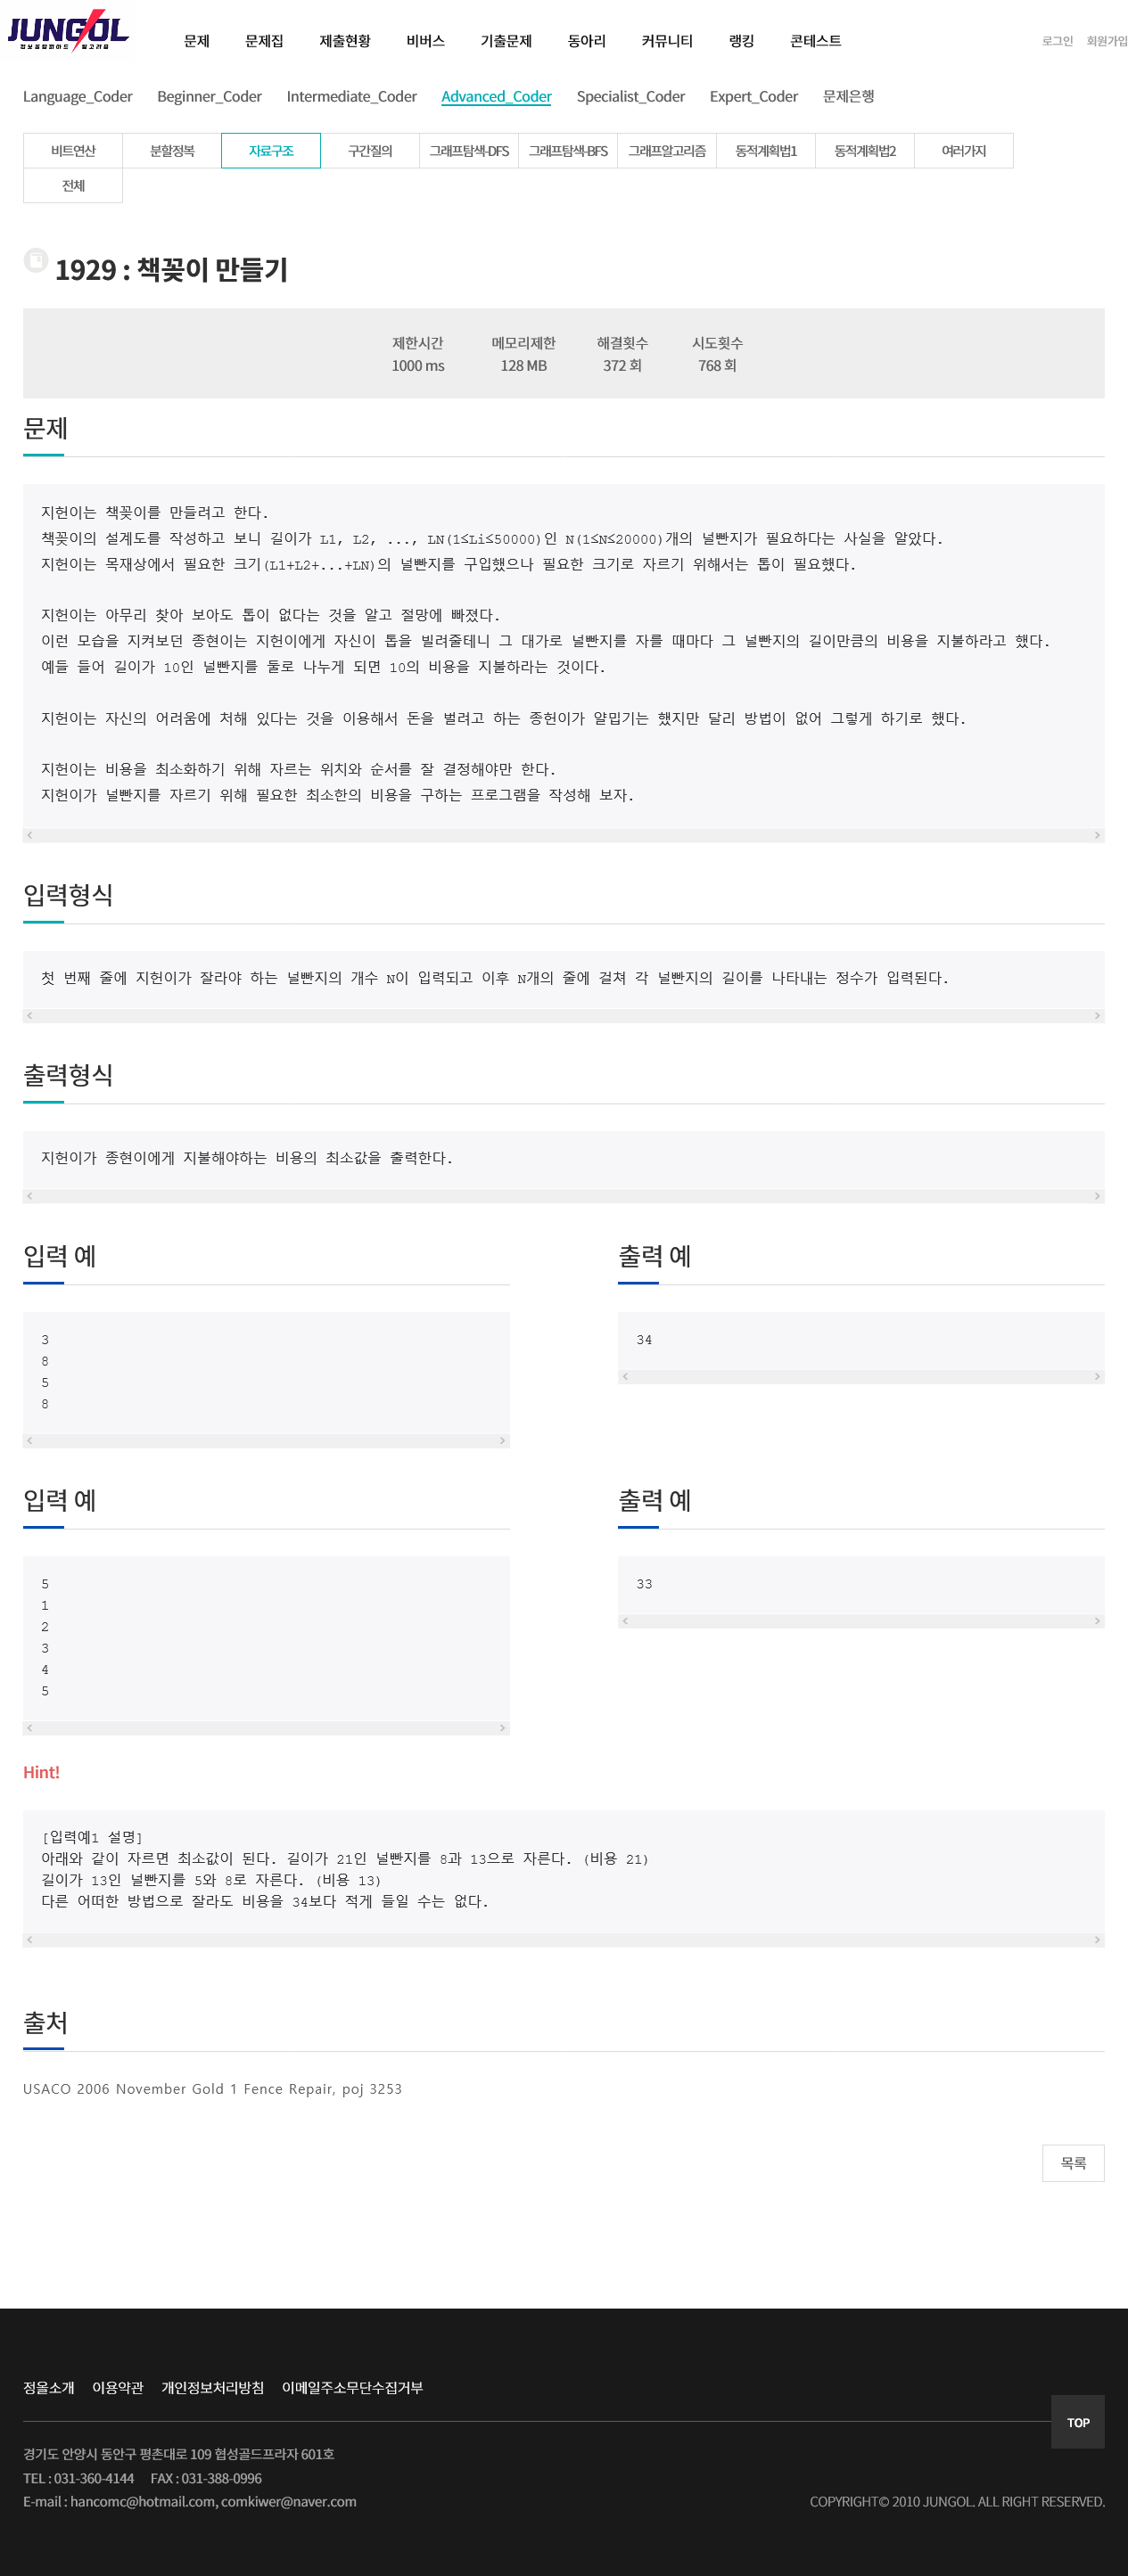 JUNGOL
정보올림피아드 알고리즘
문제 문제집 제출현황 비버스 기출문제 동아리 커뮤니티 랭킹 콘테스트 로그인 회원가입
Language_Coder Beginner_Coder Intermediate_Coder Advanced_Coder Specialist_Coder Expert_Coder 문제은행
비트연산 분할정복 자료구조 구간질의 그래프탐색-DFS 그래프탐색-BFS 그래프알고리즘 동적계획법1 동적계획법2 여러가지
전체
1929 : 책꽂이 만들기
제한시간 메모리제한 해결횟수 시도횟수
1000 ms 128 MB 372 회 768 회
문제
지헌이는 책꽂이를 만들려고 한다.
책꽂이의 설계도를 작성하고 보니 길이가 L1, L2, ..., LN(1≤Li≤50000)인 N(1≤N≤20000)개의 널빤지가 필요하다는 사실을 알았다.
지헌이는 목재상에서 필요한 크기(L1+L2+...+LN)의 널빤지를 구입했으나 필요한 크기로 자르기 위해서는 톱이 필요했다.
지헌이는 아무리 찾아 보아도 톱이 없다는 것을 알고 절망에 빠졌다.
이런 모습을 지켜보던 종현이는 지헌이에게 자신이 톱을 빌려줄테니 그 대가로 널빤지를 자를 때마다 그 널빤지의 길이만큼의 비용을 지불하라고 했다.
예들 들어 길이가 10인 널빤지를 둘로 나누게 되면 10의 비용을 지불하라는 것이다.
지헌이는 자신의 어려움에 처해 있다는 것을 이용해서 돈을 벌려고 하는 종현이가 얄밉기는 했지만 달리 방법이 없어 그렇게 하기로 했다.
지헌이는 비용을 최소화하기 위해 자르는 위치와 순서를 잘 결정해야만 한다.
지헌이가 널빤지를 자르기 위해 필요한 최소한의 비용을 구하는 프로그램을 작성해 보자.
입력형식
첫 번째 줄에 지헌이가 잘라야 하는 널빤지의 개수 N이 입력되고 이후 N개의 줄에 걸쳐 각 널빤지의 길이를 나타내는 정수가 입력된다.
출력형식
지헌이가 종현이에게 지불해야하는 비용의 최소값을 출력한다.
입력 예
3
8
5
8
출력 예
34
입력 예
5
1
2
3
4
5
출력 예
33
Hint!
[입력예1 설명]
아래와 같이 자르면 최소값이 된다. 길이가 21인 널빤지를 8과 13으로 자른다. (비용 21)
길이가 13인 널빤지를 5와 8로 자른다. (비용 13)
다른 어떠한 방법으로 잘라도 비용을 34보다 적게 들일 수는 없다.
출처
USACO 2006 November Gold 1 Fence Repair, poj 3253
목록
정올소개 이용약관 개인정보처리방침 이메일주소무단수집거부
TOP
경기도 안양시 동안구 평촌대로 109 협성골드프라자 601호
TEL : 031-360-4144 FAX : 031-388-0996
E-mail : hancomc@hotmail.com, comkiwer@naver.com
COPYRIGHT© 2010 JUNGOL. ALL RIGHT RESERVED.